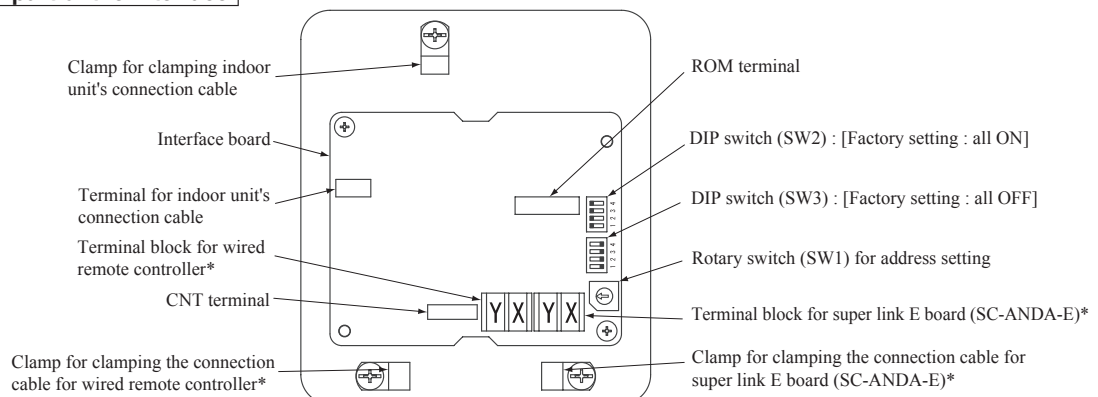 Clamp for clamping indoor
unit's connection cable
ROM terminal
Interface board
DIP switch (SW2) : [Factory setting : all ON]
Terminal for indoor unit's
connection cable
DIP switch (SW3) : [Factory setting : all OFF]
4
3
2
1
4
3
2
1
Terminal block for wired
remote controller*
Rotary switch (SW1) for address setting
CNT terminal
Y X Y X
Terminal block for super link E board (SC-ANDA-E)*
Clamp for clamping the connection
cable for wired remote controller*
Clamp for clamping the connection cable for
super link E board (SC-ANDA-E)*